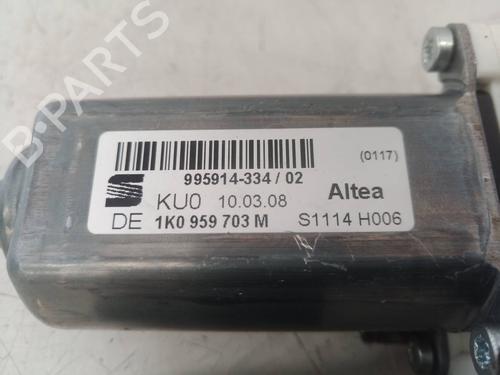 B-PARTS
(0117)
995914-334 / 02
KU0 10.03.08 Altea
DE 1K0 959 703 M S1114 H006